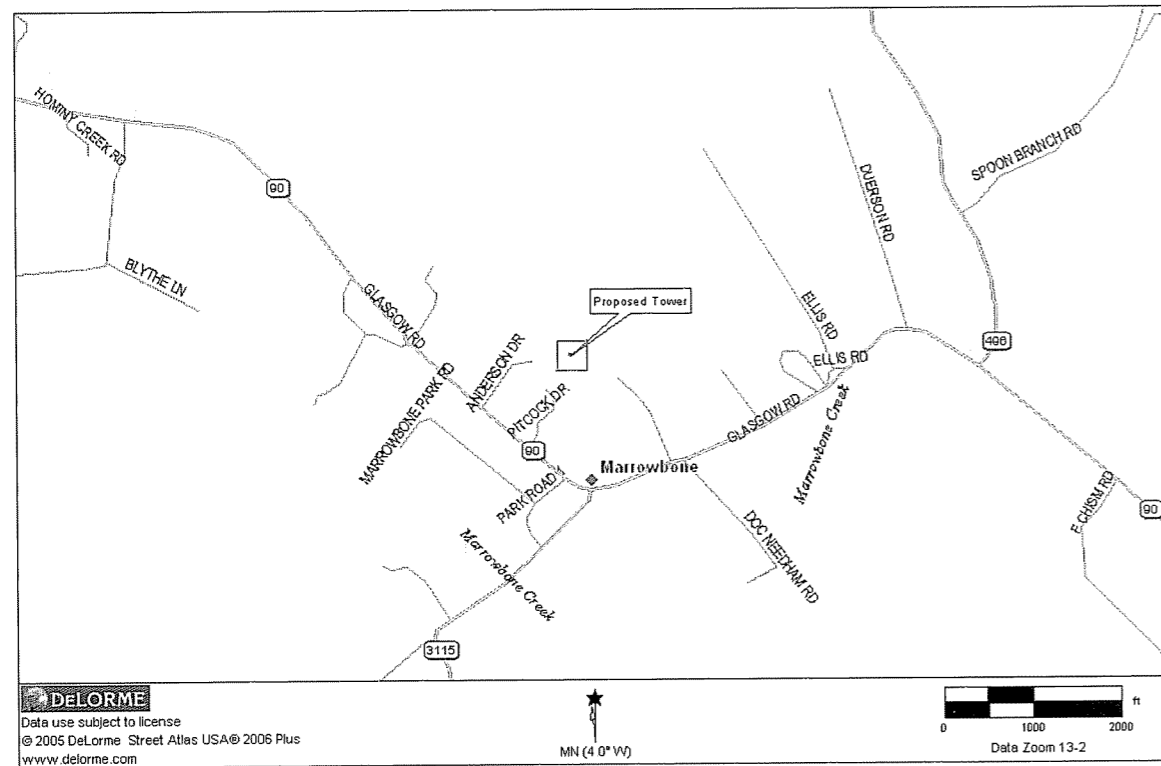 HOMINY CREEK RD
90
SPOON BRANCH RD
DUERSON RD
BLYTHE LN
GLASGOW RD
Proposed Tower
ELLIS RD
496
ANDERSON DR
ELLIS RD
MARROWBONE PARK RD
PITCOCK DR
GLASGOW RD
Marrowbone Creek
90
Marrowbone
PARK ROAD
E CHISM RD
90
DOC NEEDHAM RD
Marrowbone Creek
3115
DELORME
Data use subject to license
© 2005 DeLorme Street Atlas USA® 2006 Plus
www.delorme.com
MN (4.0° W)
ft
0 1000 2000
Data Zoom 13-2